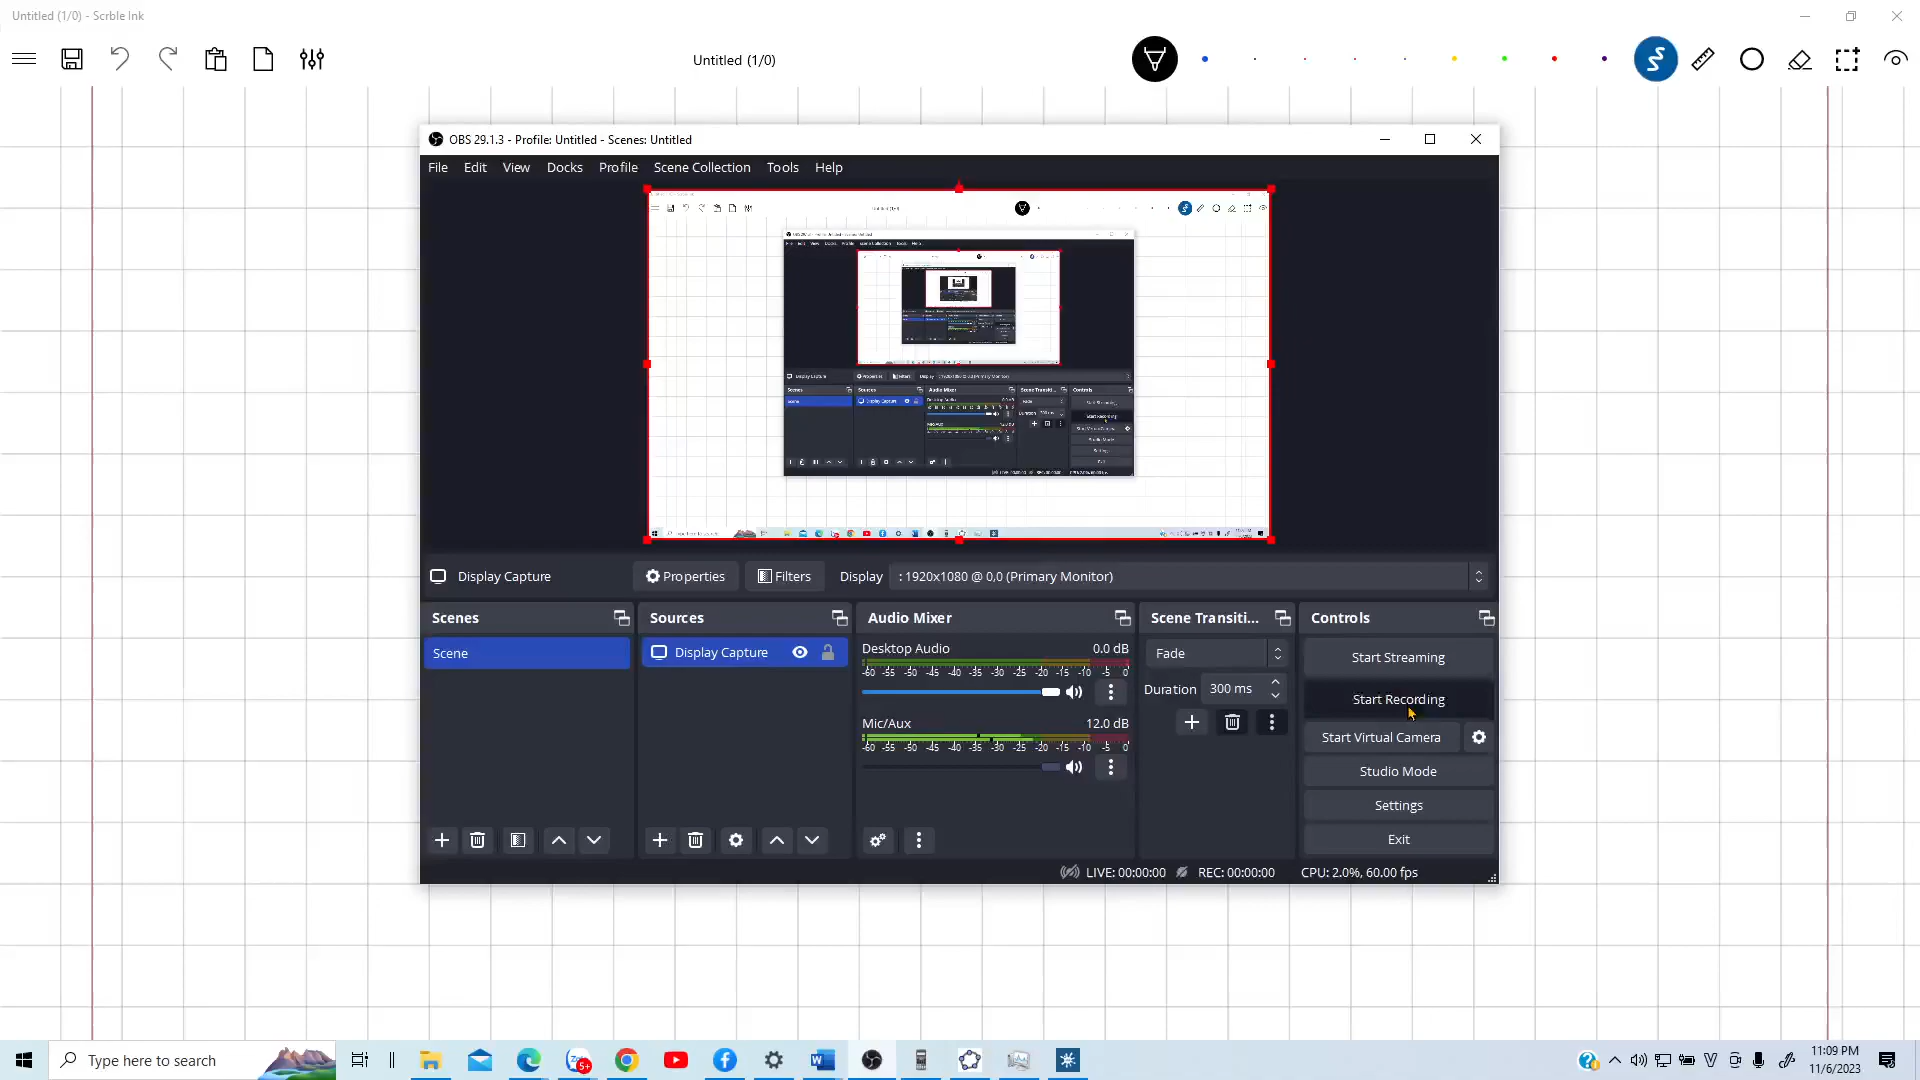 Untitled (1/0) - Scrble Ink
Untitled (1/0)
OBS 29.1.3 - Profile: Untitled - Scenes: Untitled
File Edit View Docks Profile Scene Collection Tools Help
Display Capture Properties Filters Display : 1920x1080 @ 0,0 (Primary Monitor)
Scenes
Scene
Sources
Display Capture
Audio Mixer
Desktop Audio 0.0 dB
-60 -55 -50 -45 -40 -35 -30 -25 -20 -15 -10 -5 0
Mic/Aux 12.0 dB
-60 -55 -50 -45 -40 -35 -30 -25 -20 -15 -10 -5 0
Scene Transiti...
Fade
Duration 300 ms
Controls
Start Streaming
Start Recording
Start Virtual Camera
Studio Mode
Settings
Exit
LIVE: 00:00:00 REC: 00:00:00 CPU: 2.0%, 60.00 fps
Type here to search
11:09 PM
11/6/2023